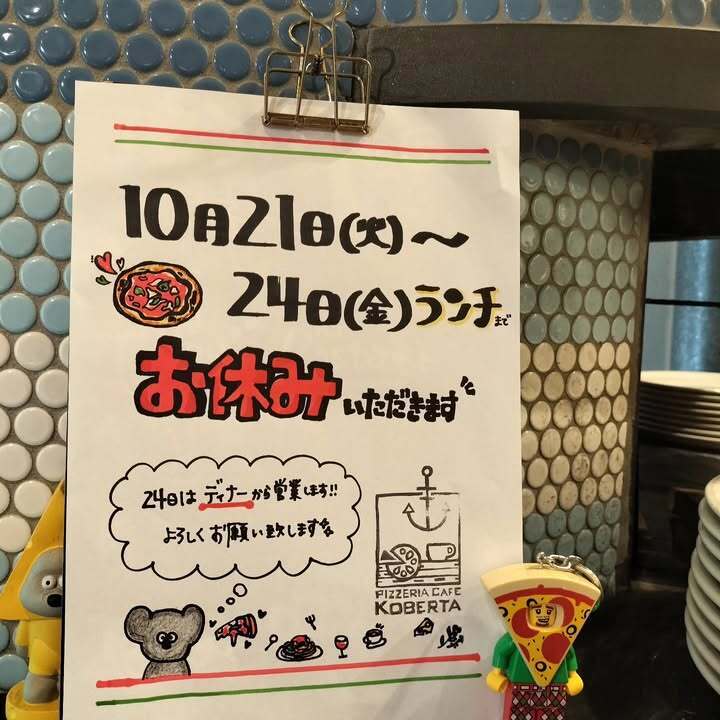 10月21日(火)〜
24日(金)ランチまで
お休みいただきます
24日はディナーから営業します!!
よろしくお願い致します
PIZZERIA CAFE
KOBERTA